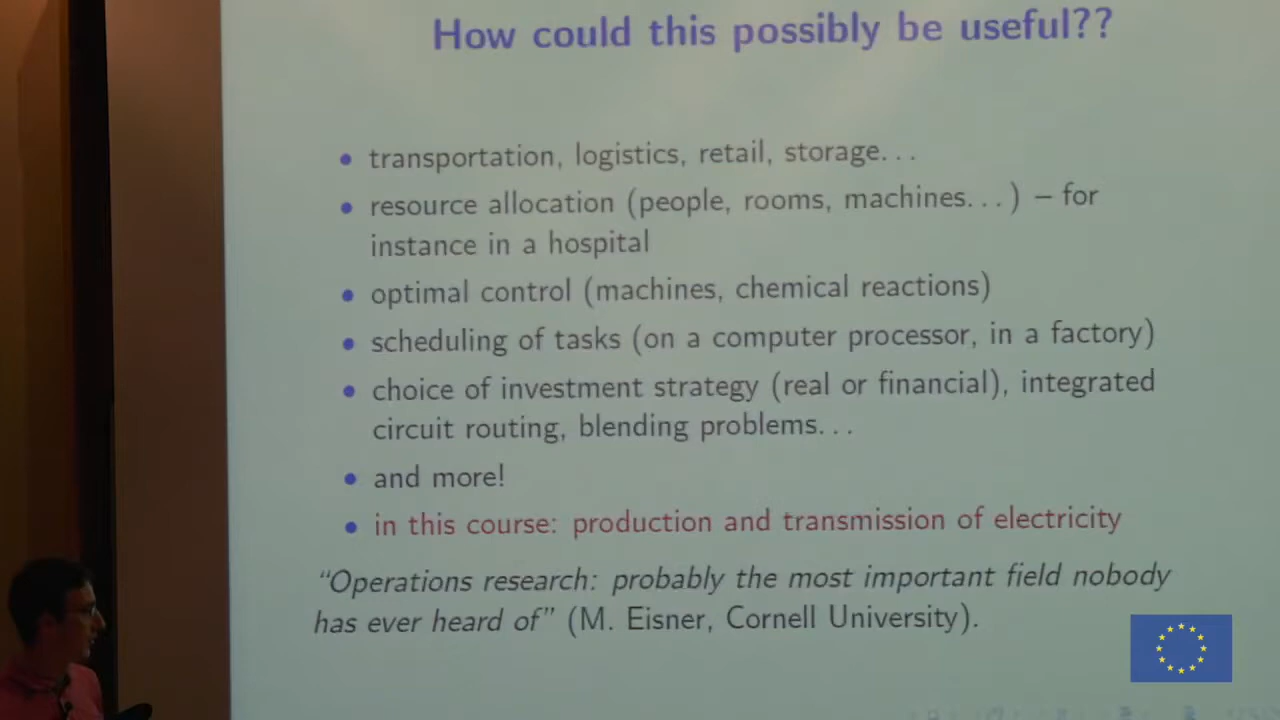 How could this possibly be useful??
• transportation, logistics, retail, storage...
• resource allocation (people, rooms, machines...) – for
instance in a hospital
• optimal control (machines, chemical reactions)
• scheduling of tasks (on a computer processor, in a factory)
• choice of investment strategy (real or financial), integrated
circuit routing, blending problems...
• and more!
• in this course: production and transmission of electricity
“Operations research: probably the most important field nobody
has ever heard of” (M. Eisner, Cornell University).